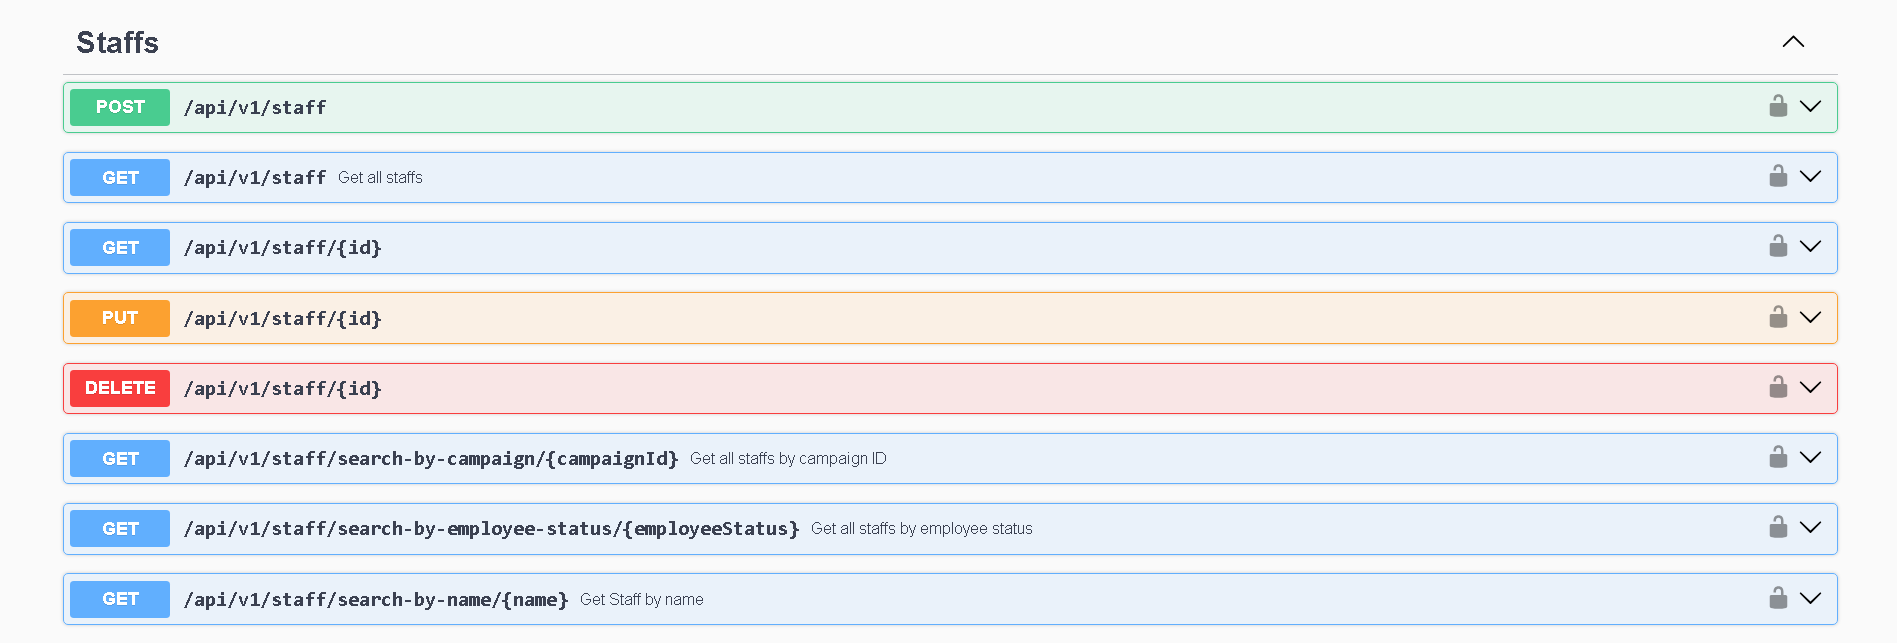 Staffs
POST /api/v1/staff
GET /api/v1/staff Get all staffs
GET /api/v1/staff/{id}
PUT /api/v1/staff/{id}
DELETE /api/v1/staff/{id}
GET /api/v1/staff/search-by-campaign/{campaignId} Get all staffs by campaign ID
GET /api/v1/staff/search-by-employee-status/{employeeStatus} Get all staffs by employee status
GET /api/v1/staff/search-by-name/{name} Get Staff by name